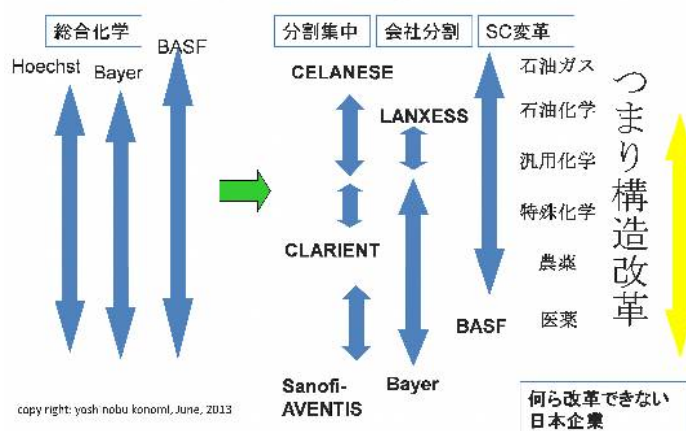 総合化学
Hoechst
Bayer
BASF
分割集中
会社分割
SC変革
CELANESE
LANXESS
CLARIENT
Sanofi-
AVENTIS
Bayer
BASF
石油ガス
石油化学
汎用化学
特殊化学
農薬
医薬
つまり構造改革
何ら改革できない
日本企業
copy right: yoshinobu konomi, June, 2013